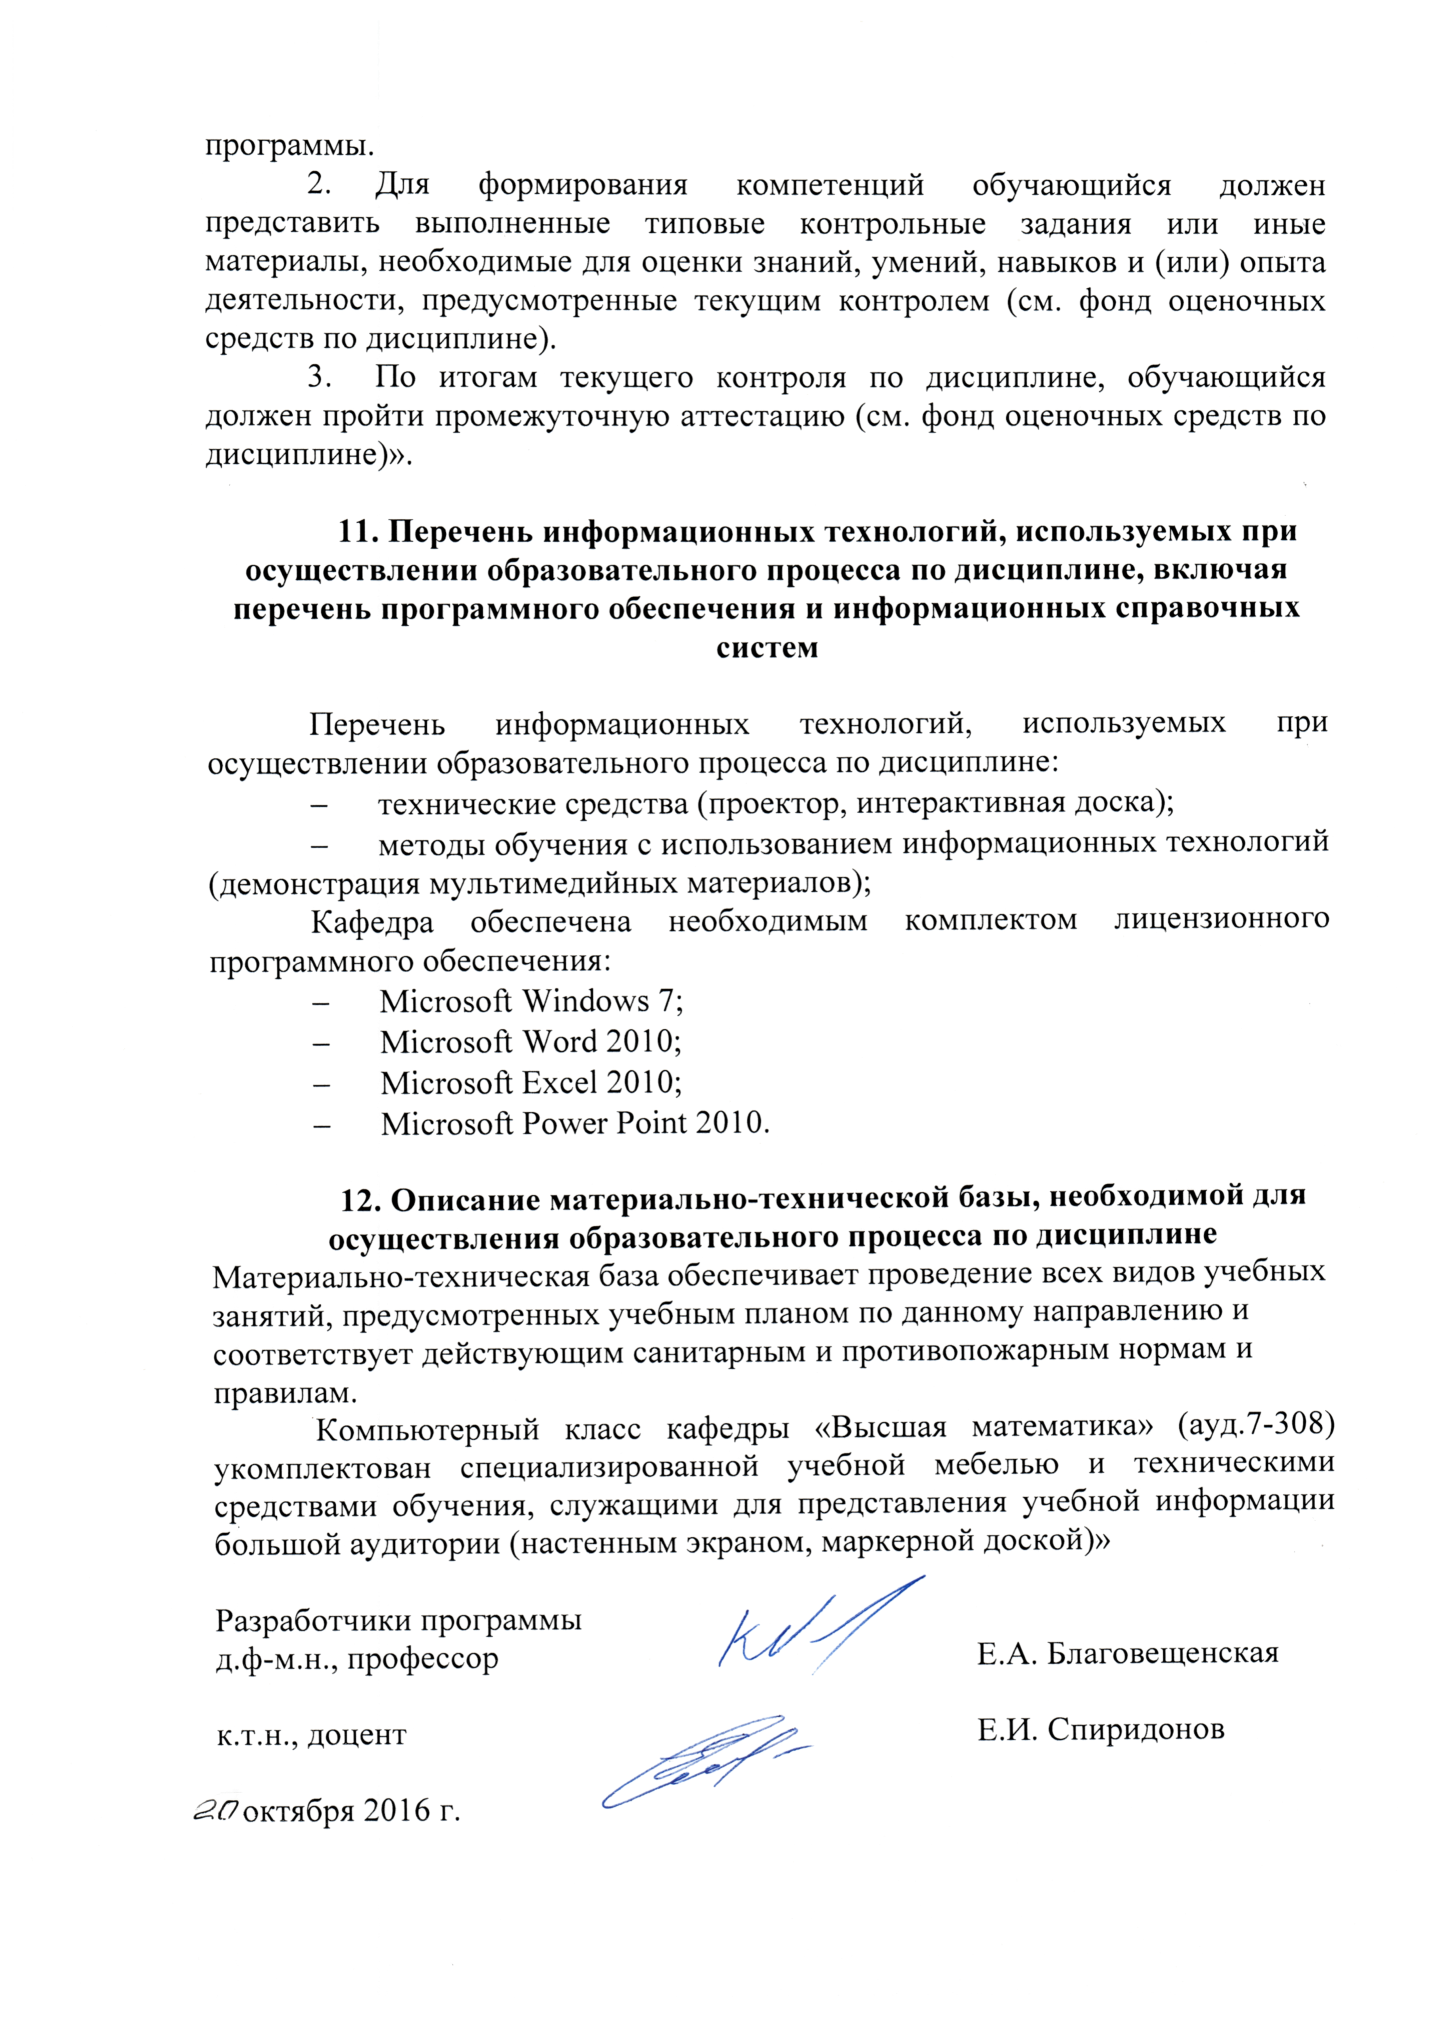 программы.
2. Для формирования компетенций обучающийся должен
представить выполненные типовые контрольные задания или иные
материалы, необходимые для оценки знаний, умений, навыков и (или) опыта
деятельности, предусмотренные текущим контролем (см. фонд оценочных
средств по дисциплине).
3. По итогам текущего контроля по дисциплине, обучающийся
должен пройти промежуточную аттестацию (см. фонд оценочных средств по
дисциплине)».
11. Перечень информационных технологий, используемых при
осуществлении образовательного процесса по дисциплине, включая
перечень программного обеспечения и информационных справочных
систем
Перечень информационных технологий, используемых при
осуществлении образовательного процесса по дисциплине:
– технические средства (проектор, интерактивная доска);
– методы обучения с использованием информационных технологий
(демонстрация мультимедийных материалов);
Кафедра обеспечена необходимым комплектом лицензионного
программного обеспечения:
– Microsoft Windows 7;
– Microsoft Word 2010;
– Microsoft Excel 2010;
– Microsoft Power Point 2010.
12. Описание материально-технической базы, необходимой для
осуществления образовательного процесса по дисциплине
Материально-техническая база обеспечивает проведение всех видов учебных
занятий, предусмотренных учебным планом по данному направлению и
соответствует действующим санитарным и противопожарным нормам и
правилам.
Компьютерный класс кафедры «Высшая математика» (ауд.7-308)
укомплектован специализированной учебной мебелью и техническими
средствами обучения, служащими для представления учебной информации
большой аудитории (настенным экраном, маркерной доской)»
Разработчики программы
д.ф-м.н., профессор Е.А. Благовещенская
к.т.н., доцент Е.И. Спиридонов
20 октября 2016 г.